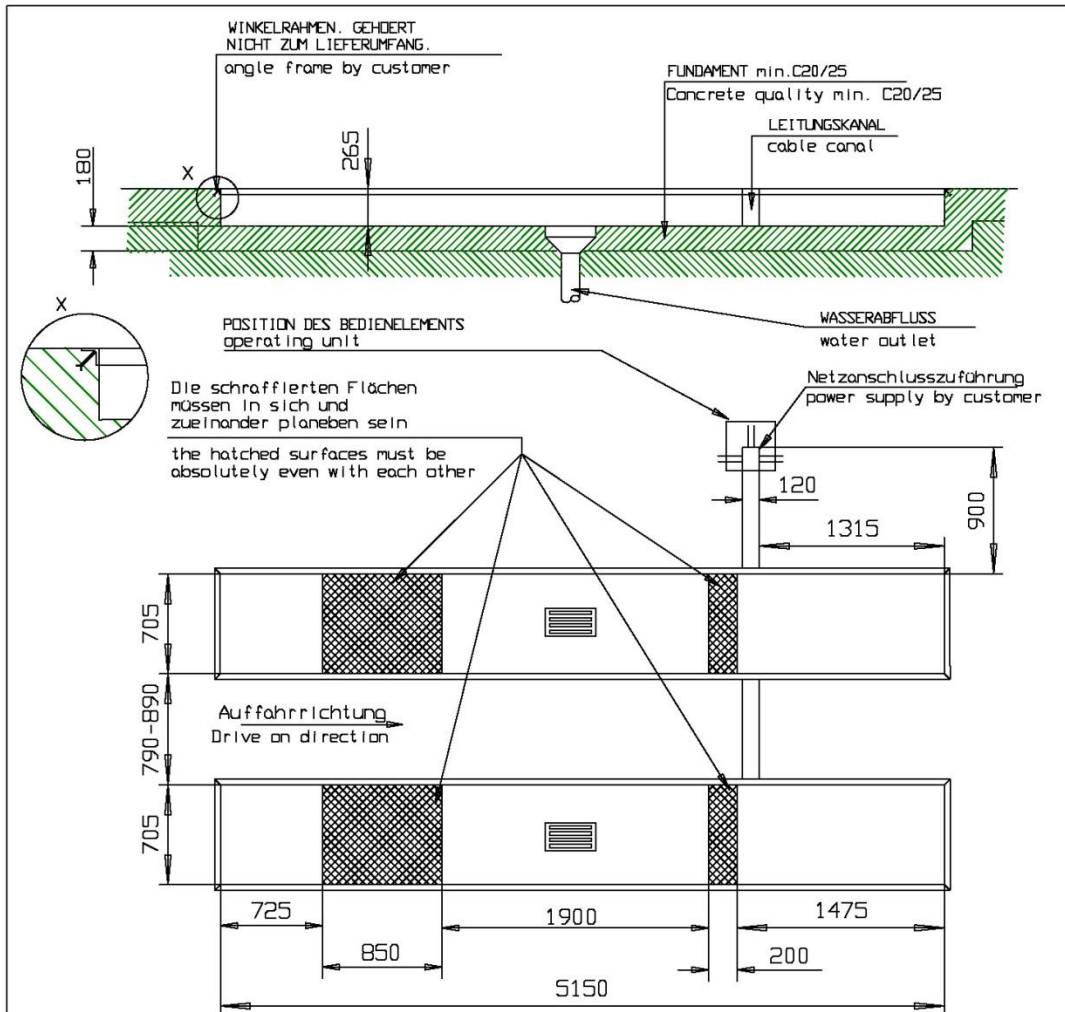 WINKELRAHMEN. GEHOERT
NICHT ZUM LIEFERUMFANG.
angle frame by customer
FUNDAMENT min.C20/25
Concrete quality min. C20/25
LEITUNGSKANAL
cable canal
180
X
265
X
POSITION DES BEDIENELEMENTS
operating unit
WASSERABFLUSS
water outlet
Netzanschlusszuführung
power supply by customer
Die schraffierten Flächen
müssen in sich und
zueinander planeben sein
the hatched surfaces must be
absolutely even with each other
120
900
1315
705
790-890
Auffahrrichtung
Drive on direction
705
725
1900
1475
850
200
5150